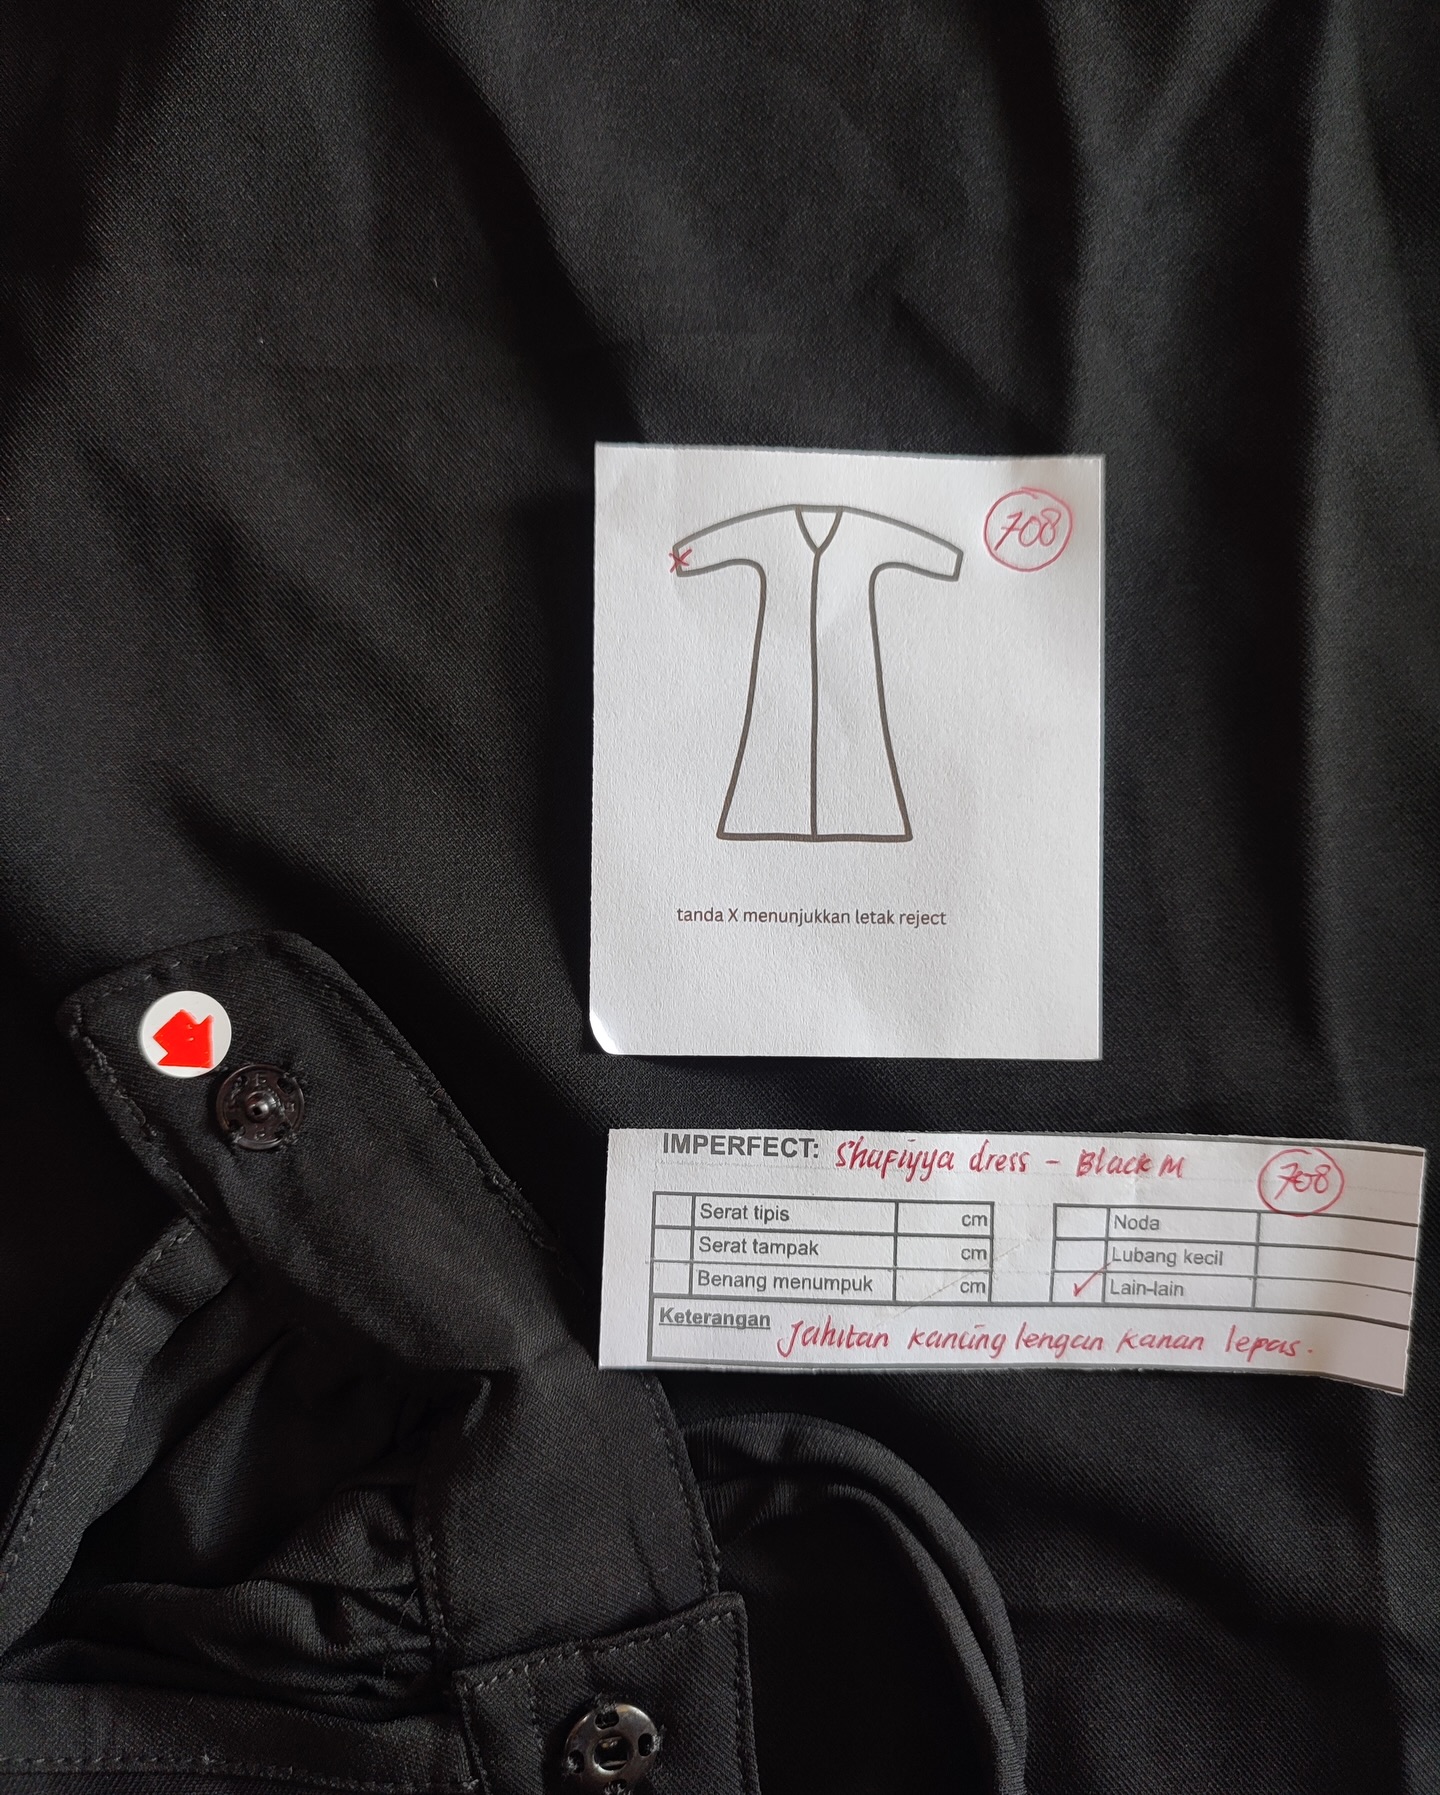 708
X
tanda X menunjukkan letak reject
IMPERFECT: Shafiyya dress - Black M 708
Serat tipis cm Noda
Serat tampak cm Lubang kecil
Benang menumpuk cm ✓ Lain-lain
Keterangan Jahitan kancing lengan kanan lepas.